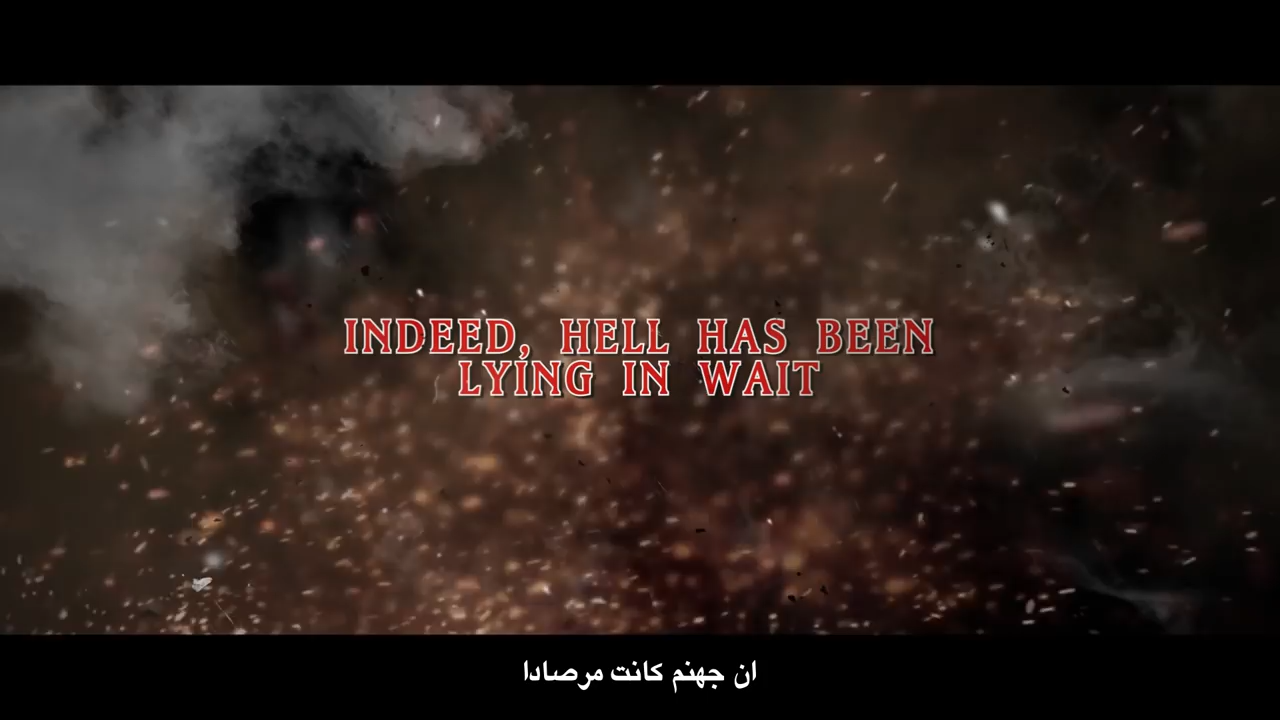 INDEED, HELL HAS BEEN
LYING IN WAIT
ان جهنم كانت مرصادا